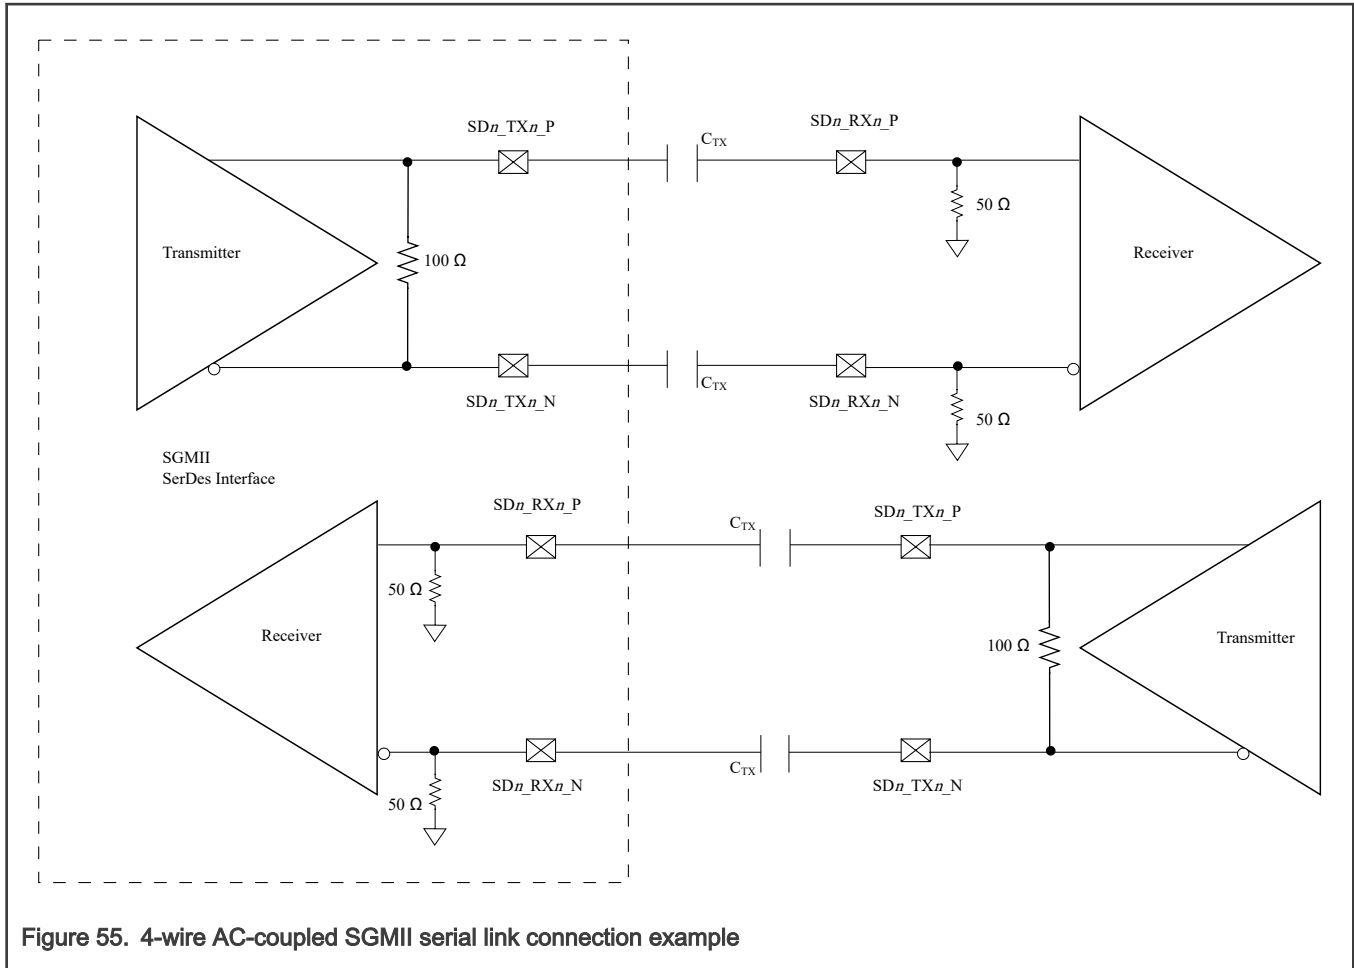 SDn_TXn_P
CTX
SDn_RXn_P
50 Ω
Transmitter
100 Ω
Receiver
CTX
SDn_TXn_N
SDn_RXn_N
50 Ω
SGMII
SerDes Interface
SDn_RXn_P
CTX
SDn_TXn_P
50 Ω
Receiver
100 Ω
Transmitter
CTX
SDn_RXn_N
SDn_TXn_N
50 Ω
Figure 55. 4-wire AC-coupled SGMII serial link connection example